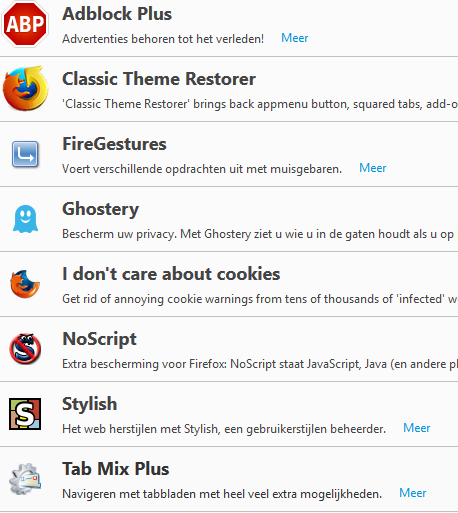 ABP
Adblock Plus
Advertenties behoren tot het verleden! Meer
Classic Theme Restorer
'Classic Theme Restorer' brings back appmenu button, squared tabs, add-o
FireGestures
Voert verschillende opdrachten uit met muisgebaren. Meer
Ghostery
Bescherm uw privacy. Met Ghostery ziet u wie u in de gaten houdt als u op
I don't care about cookies
Get rid of annoying cookie warnings from tens of thousands of 'infected' w
NoScript
Extra bescherming voor Firefox: NoScript staat JavaScript, Java (en andere pl
S
Stylish
Het web herstijlen met Stylish, een gebruikerstijlen beheerder. Meer
Tab Mix Plus
Navigeren met tabbladen met heel veel extra mogelijkheden. Meer